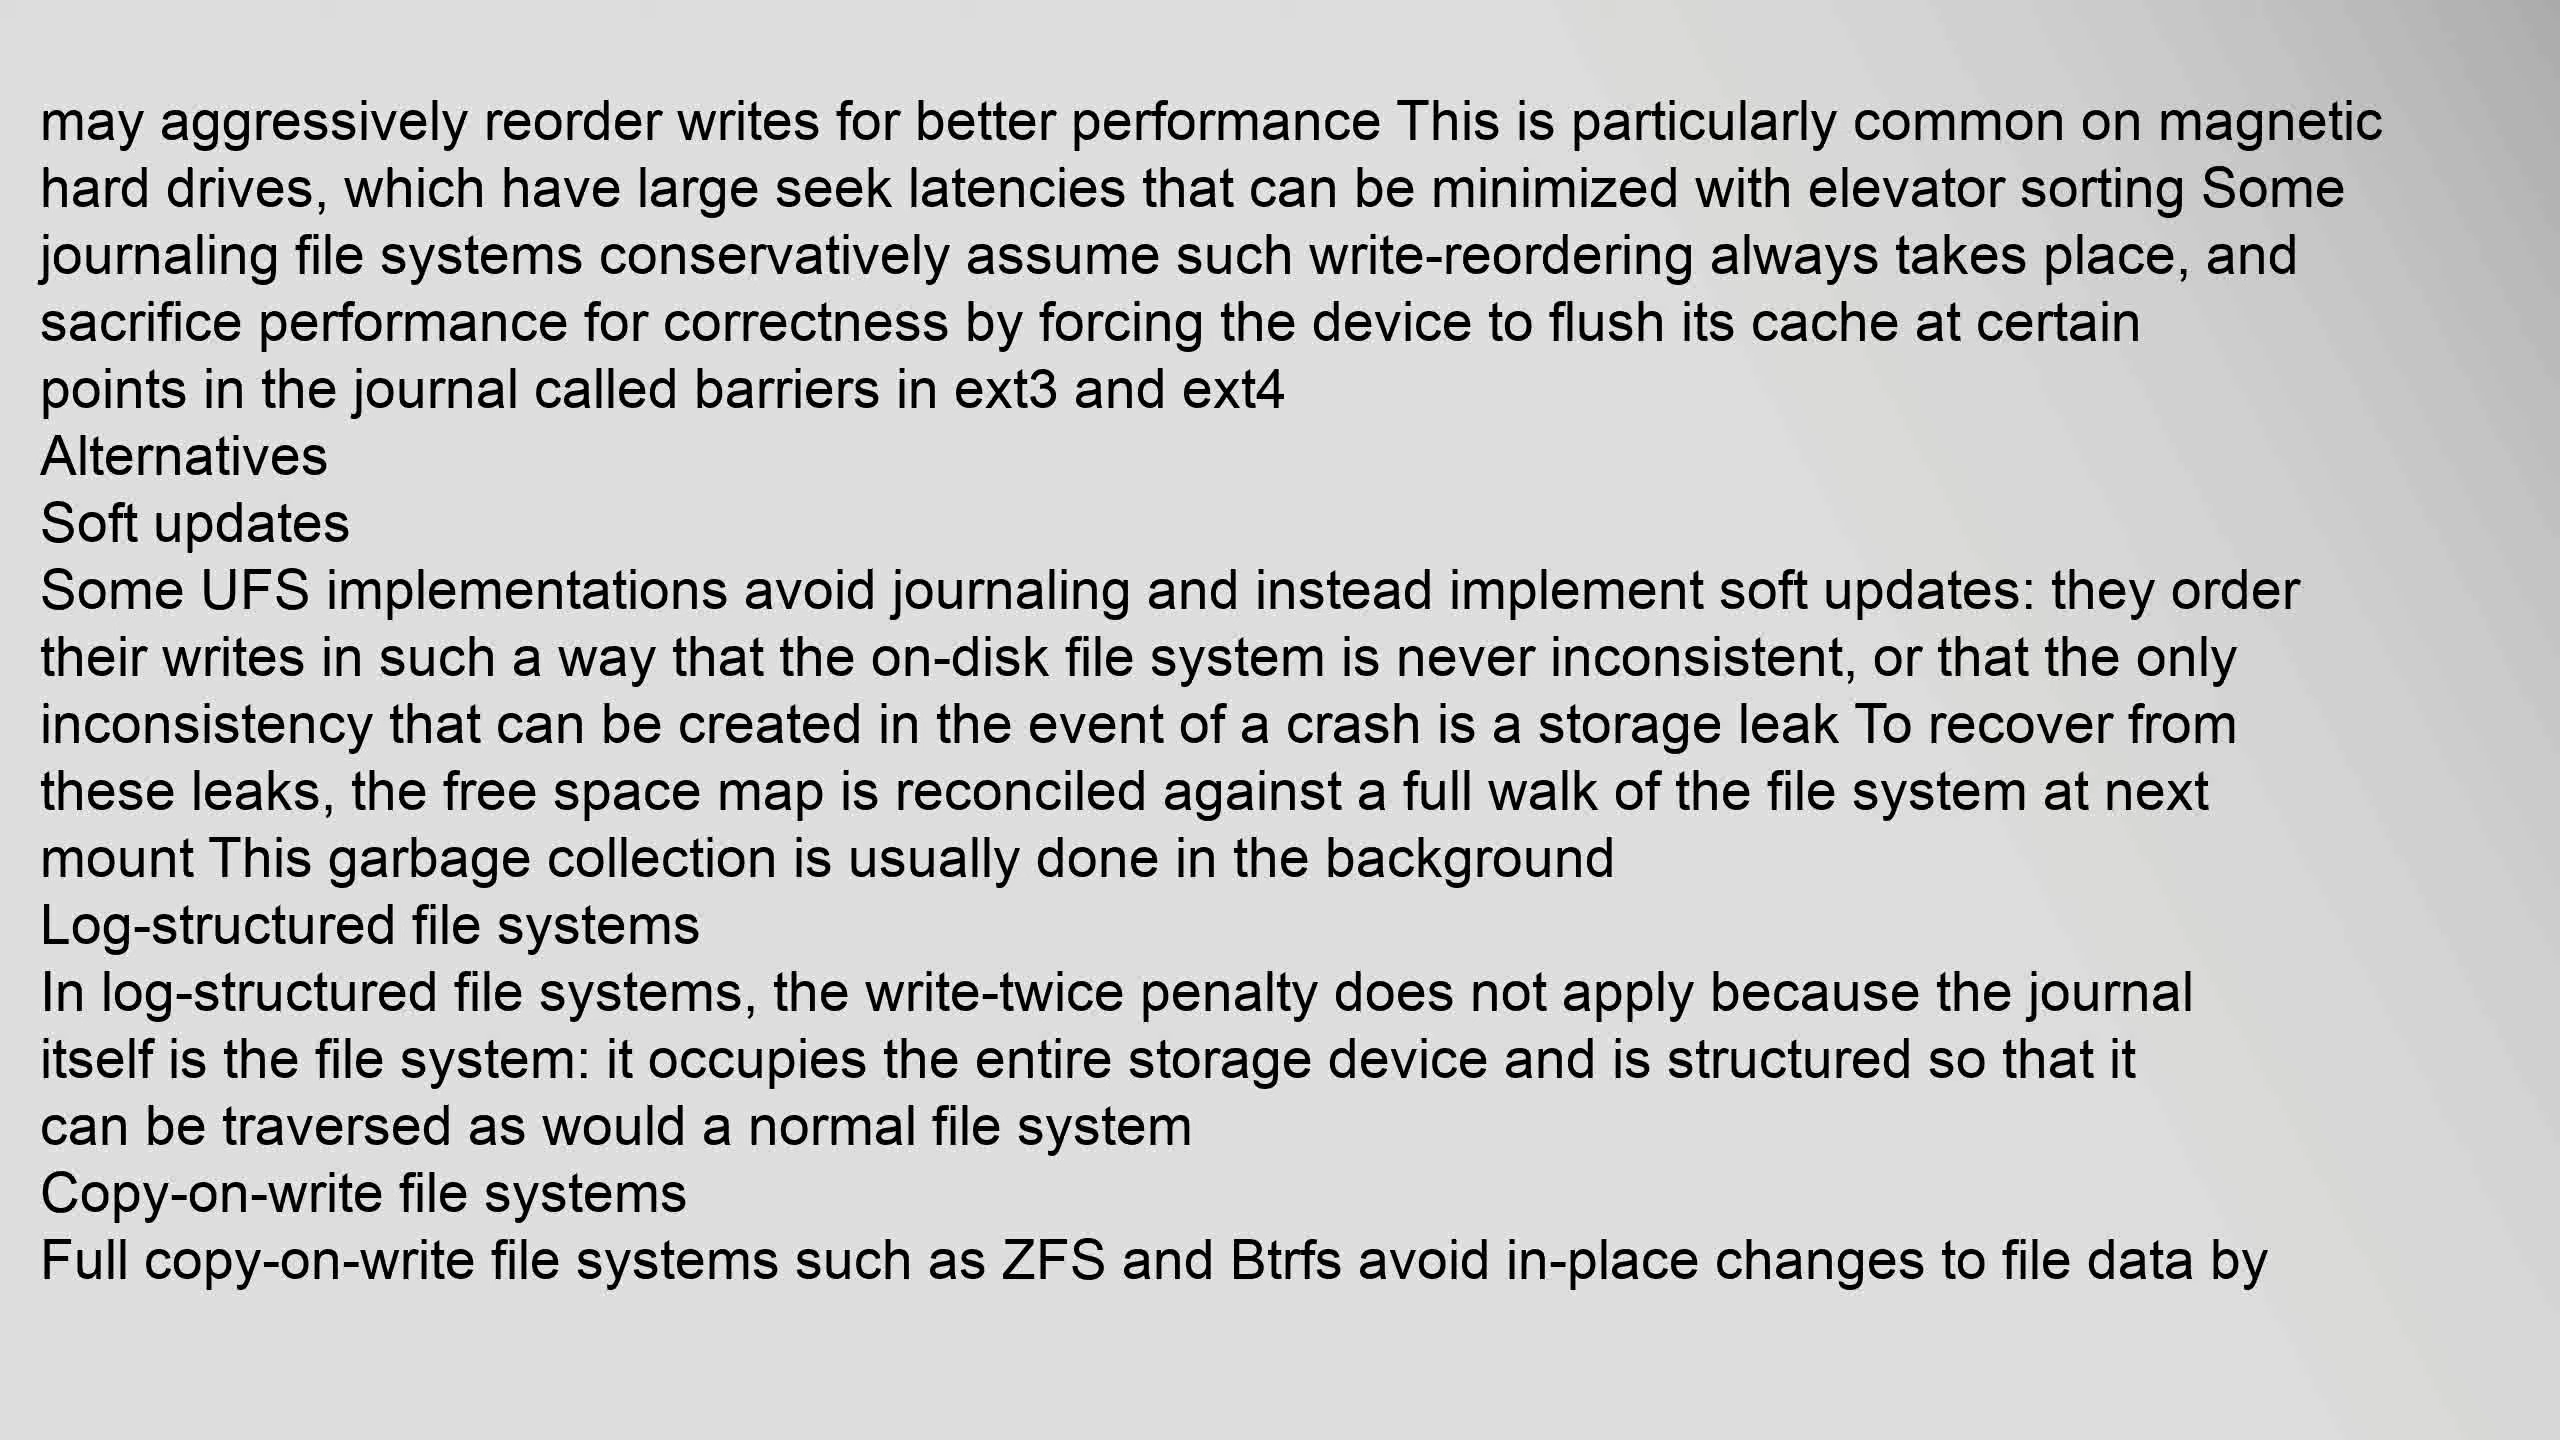 may aggressively reorder writes for better performance This is particularly common on magnetic
hard drives, which have large seek latencies that can be minimized with elevator sorting Some
journaling file systems conservatively assume such write-reordering always takes place, and
sacrifice performance for correctness by forcing the device to flush its cache at certain
points in the journal called barriers in ext3 and ext4
Alternatives
Soft updates
Some UFS implementations avoid journaling and instead implement soft updates: they order
their writes in such a way that the on-disk file system is never inconsistent, or that the only
inconsistency that can be created in the event of a crash is a storage leak To recover from
these leaks, the free space map is reconciled against a full walk of the file system at next
mount This garbage collection is usually done in the background
Log-structured file systems
In log-structured file systems, the write-twice penalty does not apply because the journal
itself is the file system: it occupies the entire storage device and is structured so that it
can be traversed as would a normal file system
Copy-on-write file systems
Full copy-on-write file systems such as ZFS and Btrfs avoid in-place changes to file data by